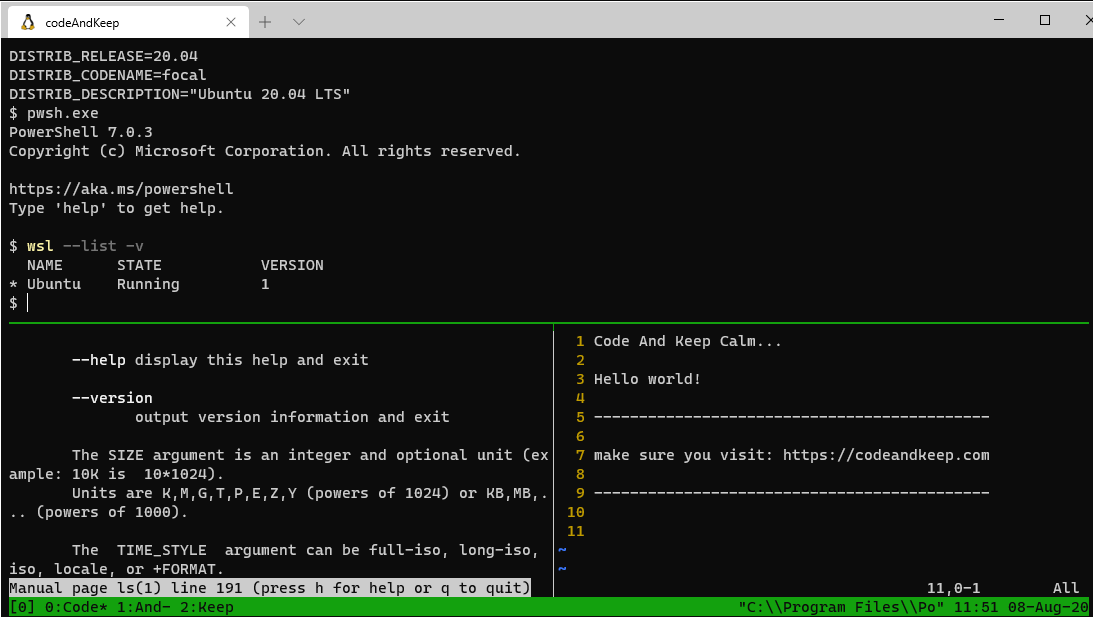 codeAndKeep
DISTRIB_RELEASE=20.04
DISTRIB_CODENAME=focal
DISTRIB_DESCRIPTION="Ubuntu 20.04 LTS"
$ pwsh.exe
PowerShell 7.0.3
Copyright (c) Microsoft Corporation. All rights reserved.
https://aka.ms/powershell
Type 'help' to get help.
$ wsl --list -v
  NAME      STATE           VERSION
* Ubuntu    Running         1
$
--help display this help and exit
--version
output version information and exit
The SIZE argument is an integer and optional unit (ex
ample: 10K is  10*1024).
Units are K,M,G,T,P,E,Z,Y (powers of 1024) or KB,MB,.
.. (powers of 1000).
The  TIME_STYLE  argument can be full-iso, long-iso,
iso, locale, or +FORMAT.
Manual page ls(1) line 191 (press h for help or q to quit)
1 Code And Keep Calm...
2
3 Hello world!
4
5 --------------------------------------------
6
7 make sure you visit: https://codeandkeep.com
8
9 --------------------------------------------
10
11
~
~
11,0-1        All
[0] 0:Code* 1:And- 2:Keep "C:\\Program Files\\Po" 11:51 08-Aug-20